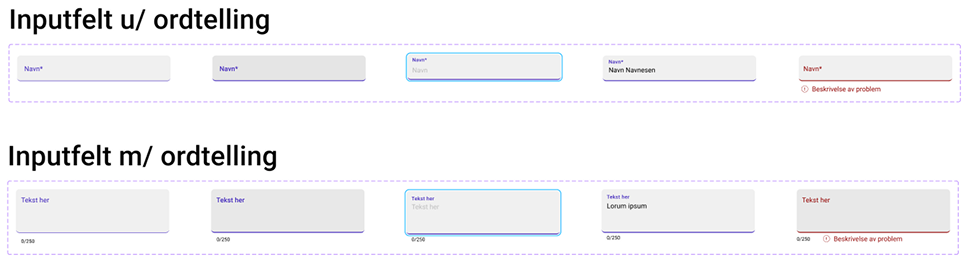 Inputfelt u/ ordtelling
Navn*
Navn*
Navn*
Navn
Navn*
Navn Navnesen
Navn*
Beskrivelse av problem
Inputfelt m/ ordtelling
Tekst her
0/250
Tekst her
0/250
Tekst her
Tekst her
0/250
Tekst her
Lorum ipsum
0/250
Tekst her
0/250 Beskrivelse av problem